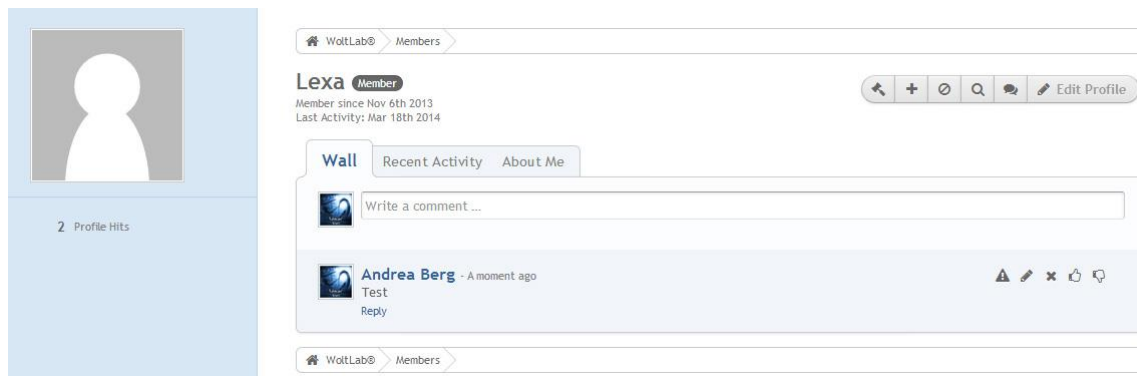 WoltLab® Members
Lexa Member
Member since Nov 6th 2013
Last Activity: Mar 18th 2014
Edit Profile
Wall Recent Activity About Me
Write a comment ...
2 Profile Hits
Andrea Berg - A moment ago
Test
Reply
WoltLab® Members